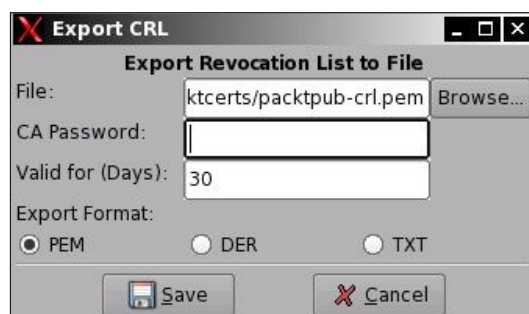 Export CRL
Export Revocation List to File
File: ktcerts/packtpub-crl.pem Browse...
CA Password:
Valid for (Days): 30
Export Format:
PEM DER TXT
Save Cancel